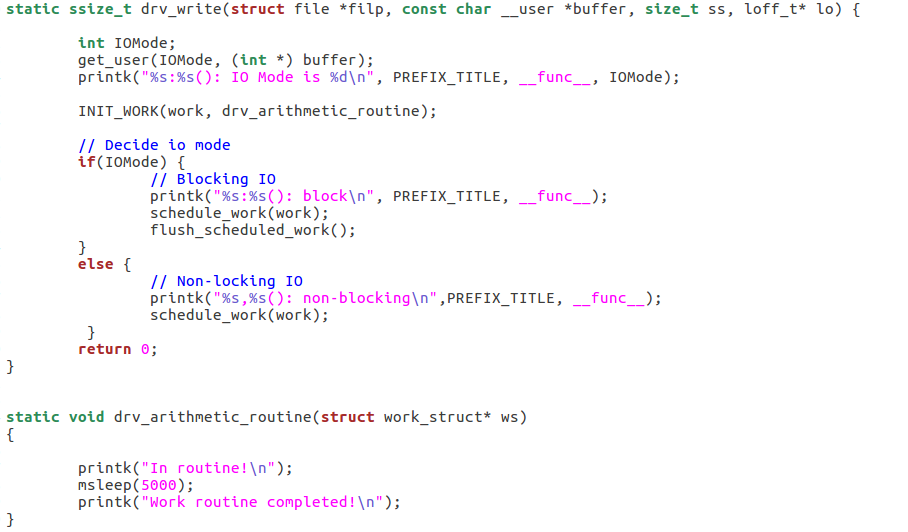 static ssize_t drv_write(struct file *filp, const char __user *buffer, size_t ss, loff_t* lo) {
int IOMode;
get_user(IOMode, (int *) buffer);
printk("%s:%s(): IO Mode is %d\n", PREFIX_TITLE, __func__, IOMode);
INIT_WORK(work, drv_arithmetic_routine);
// Decide io mode
if(IOMode) {
// Blocking IO
printk("%s:%s(): block\n", PREFIX_TITLE, __func__);
schedule_work(work);
flush_scheduled_work();
}
else {
// Non-locking IO
printk("%s,%s(): non-blocking\n",PREFIX_TITLE, __func__);
schedule_work(work);
}
return 0;
}
static void drv_arithmetic_routine(struct work_struct* ws)
{
printk("In routine!\n");
msleep(5000);
printk("Work routine completed!\n");
}